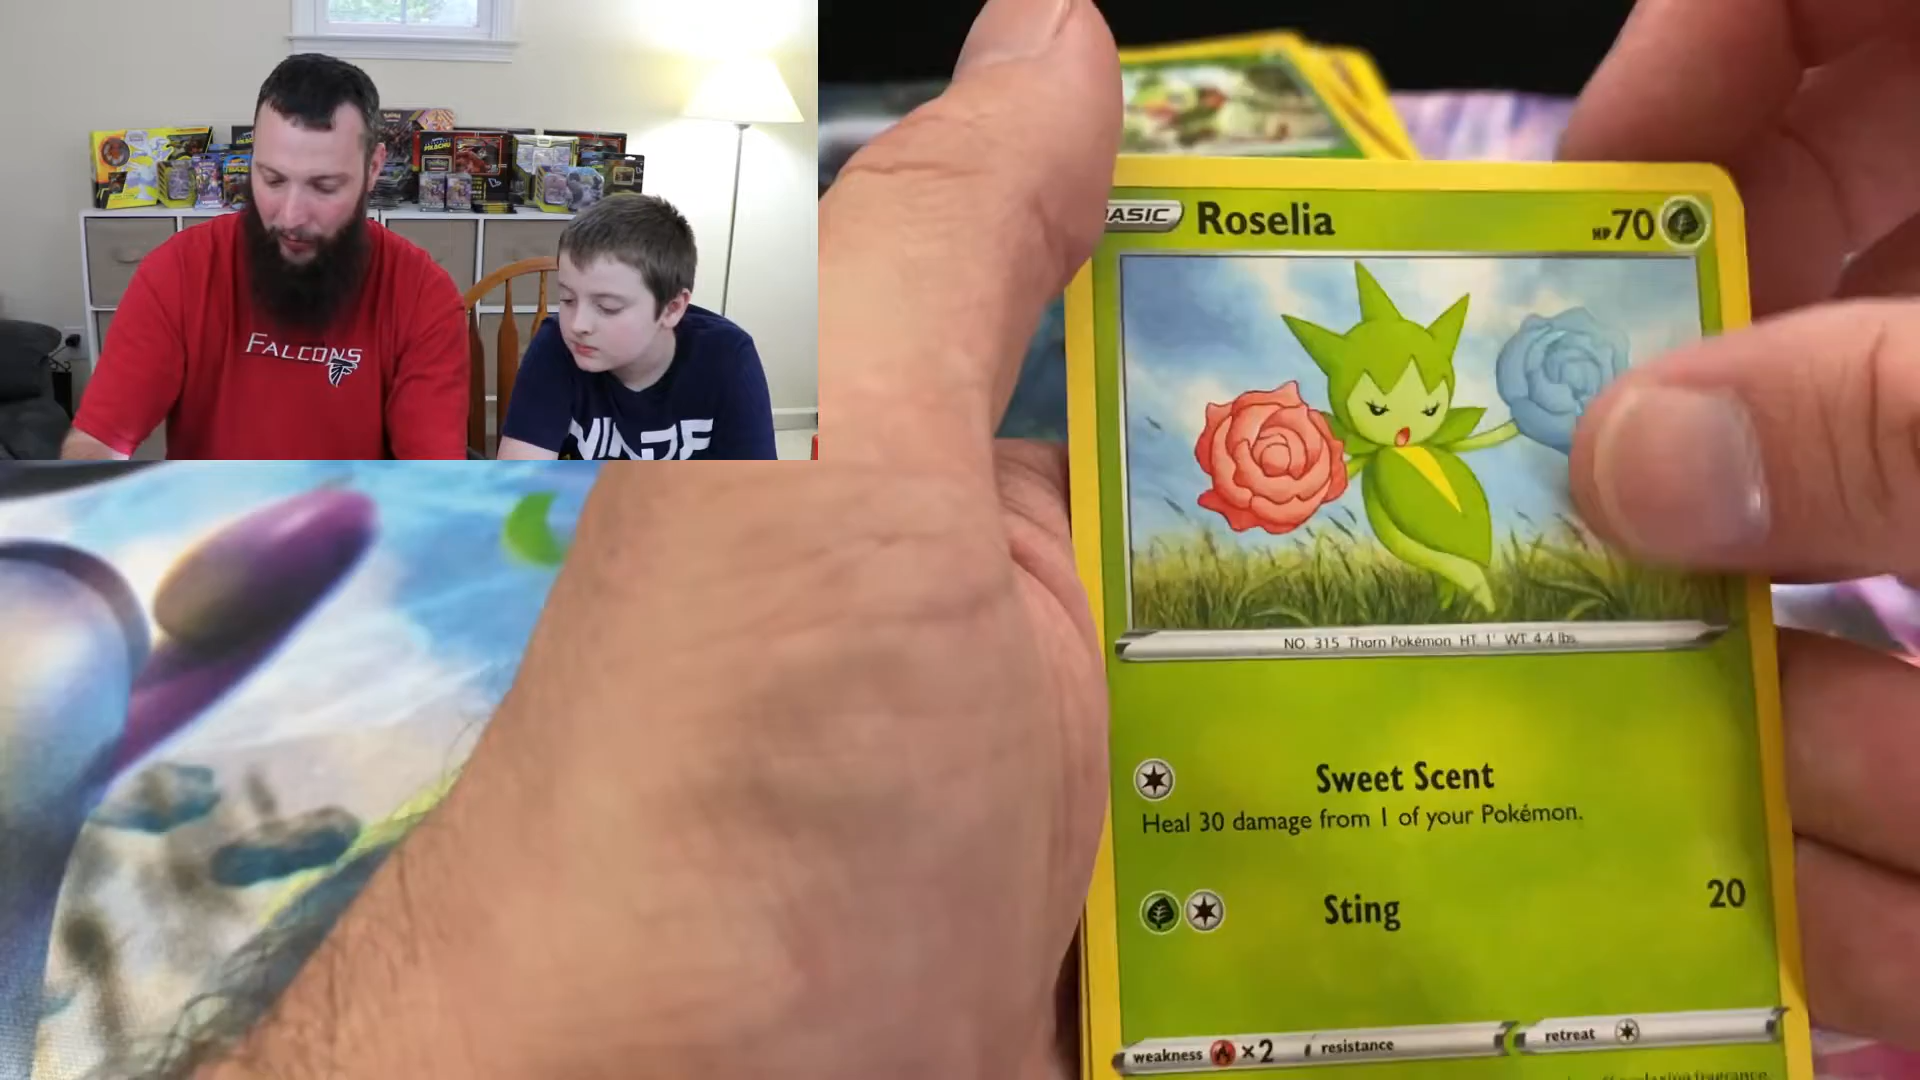 FALCONS
BASIC Roselia HP70
NO. 315 Thorn Pokémon HT. 1' WT. 4.4 lbs.
Sweet Scent
Heal 30 damage from 1 of your Pokémon.
Sting 20
weakness ×2 resistance retreat